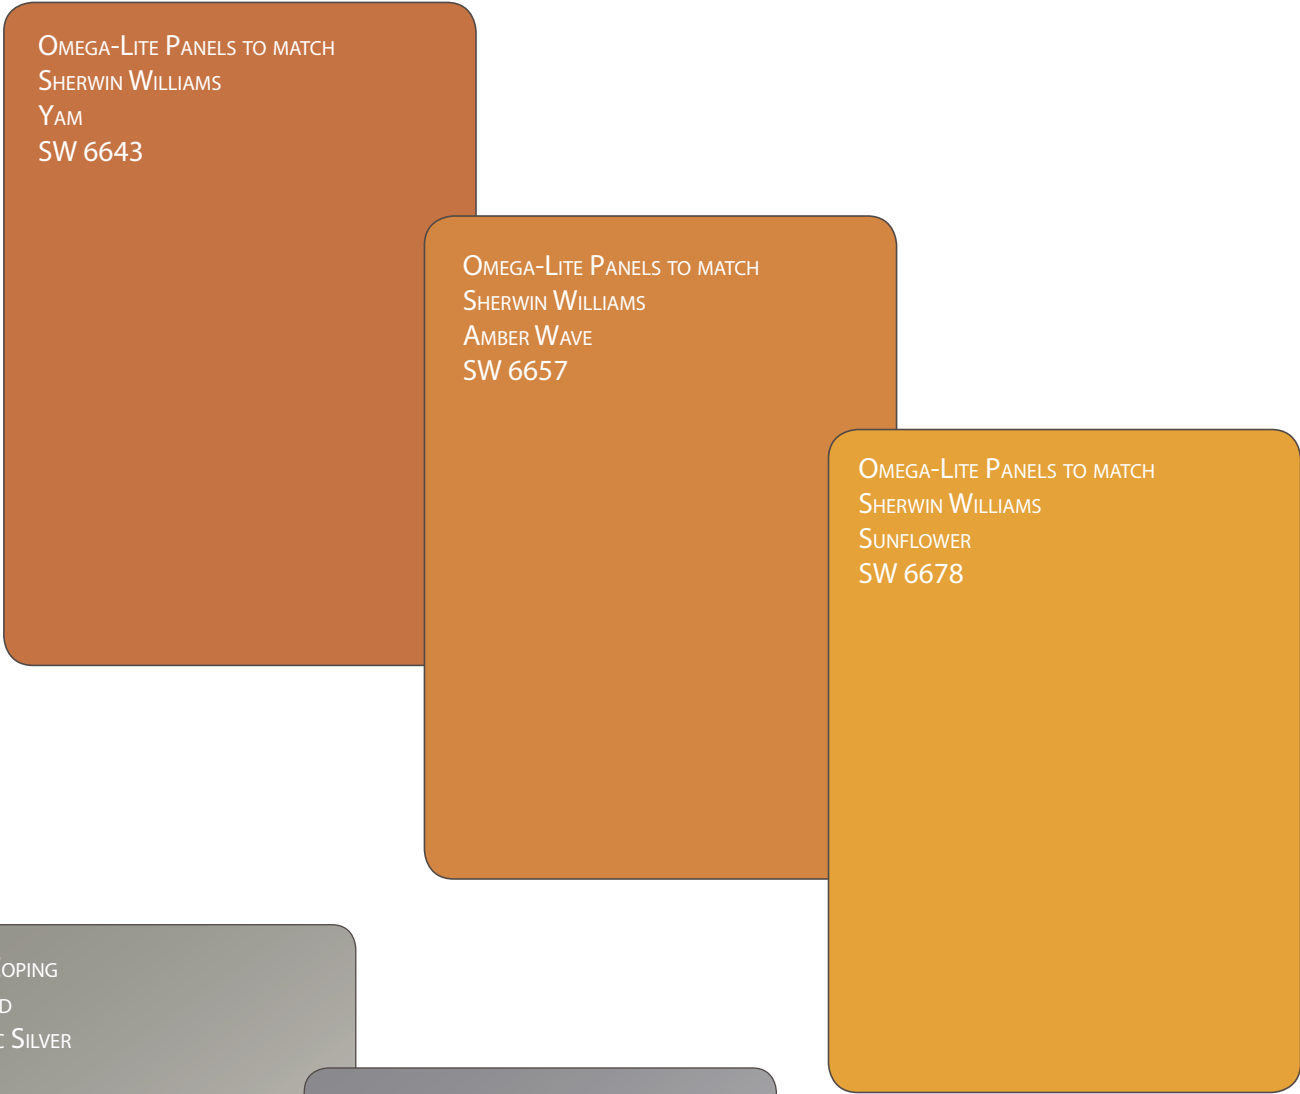 Omega-Lite Panels to match
Sherwin Williams
Yam
SW 6643
Omega-Lite Panels to match
Sherwin Williams
Amber Wave
SW 6657
Omega-Lite Panels to match
Sherwin Williams
Sunflower
SW 6678
Silver